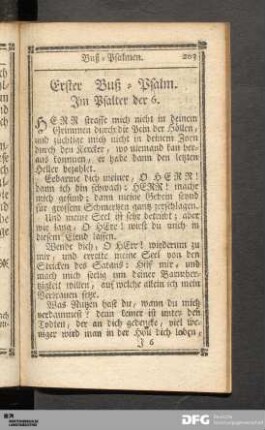 Buß-Psalmen. 203
Erster Buß-Psalm.
Im Psalter der 6.
HERR straffe mich nicht in deinem
Grimmen durch die Pein der Höllen,
und züchtige mich nicht in deinem Zorn
durch den Kercker, wo niemand kan her-
aus kommen, er habe dann den letzten
Heller bezahlet.
Erbarme dich meiner, O HERR!
dann ich bin schwach: HERR! mache
mich gesund; dann meine Gebein seynd
für grossem Schmertzen gantz zerschlagen.
Und meine Seel ist sehr betrübt; aber
wie lang, O HErr! wirst du mich in
diesem Elend lassen.
Wende dich, O HErr! wiederum zu
mir, und errette meine Seel von den
Stricken des Satans: Hilf mir, und
mach mich seelig um deiner Barmher-
tzigkeit willen, auf welche allein ich mein
Vertrauen setze.
Was Nutzen hast du, wann du mich
verdammest? dann keiner ist unter den
Todten, der an dich gedencke, viel we-
niger wird man in der Höll dich loben,
J 6
DFG